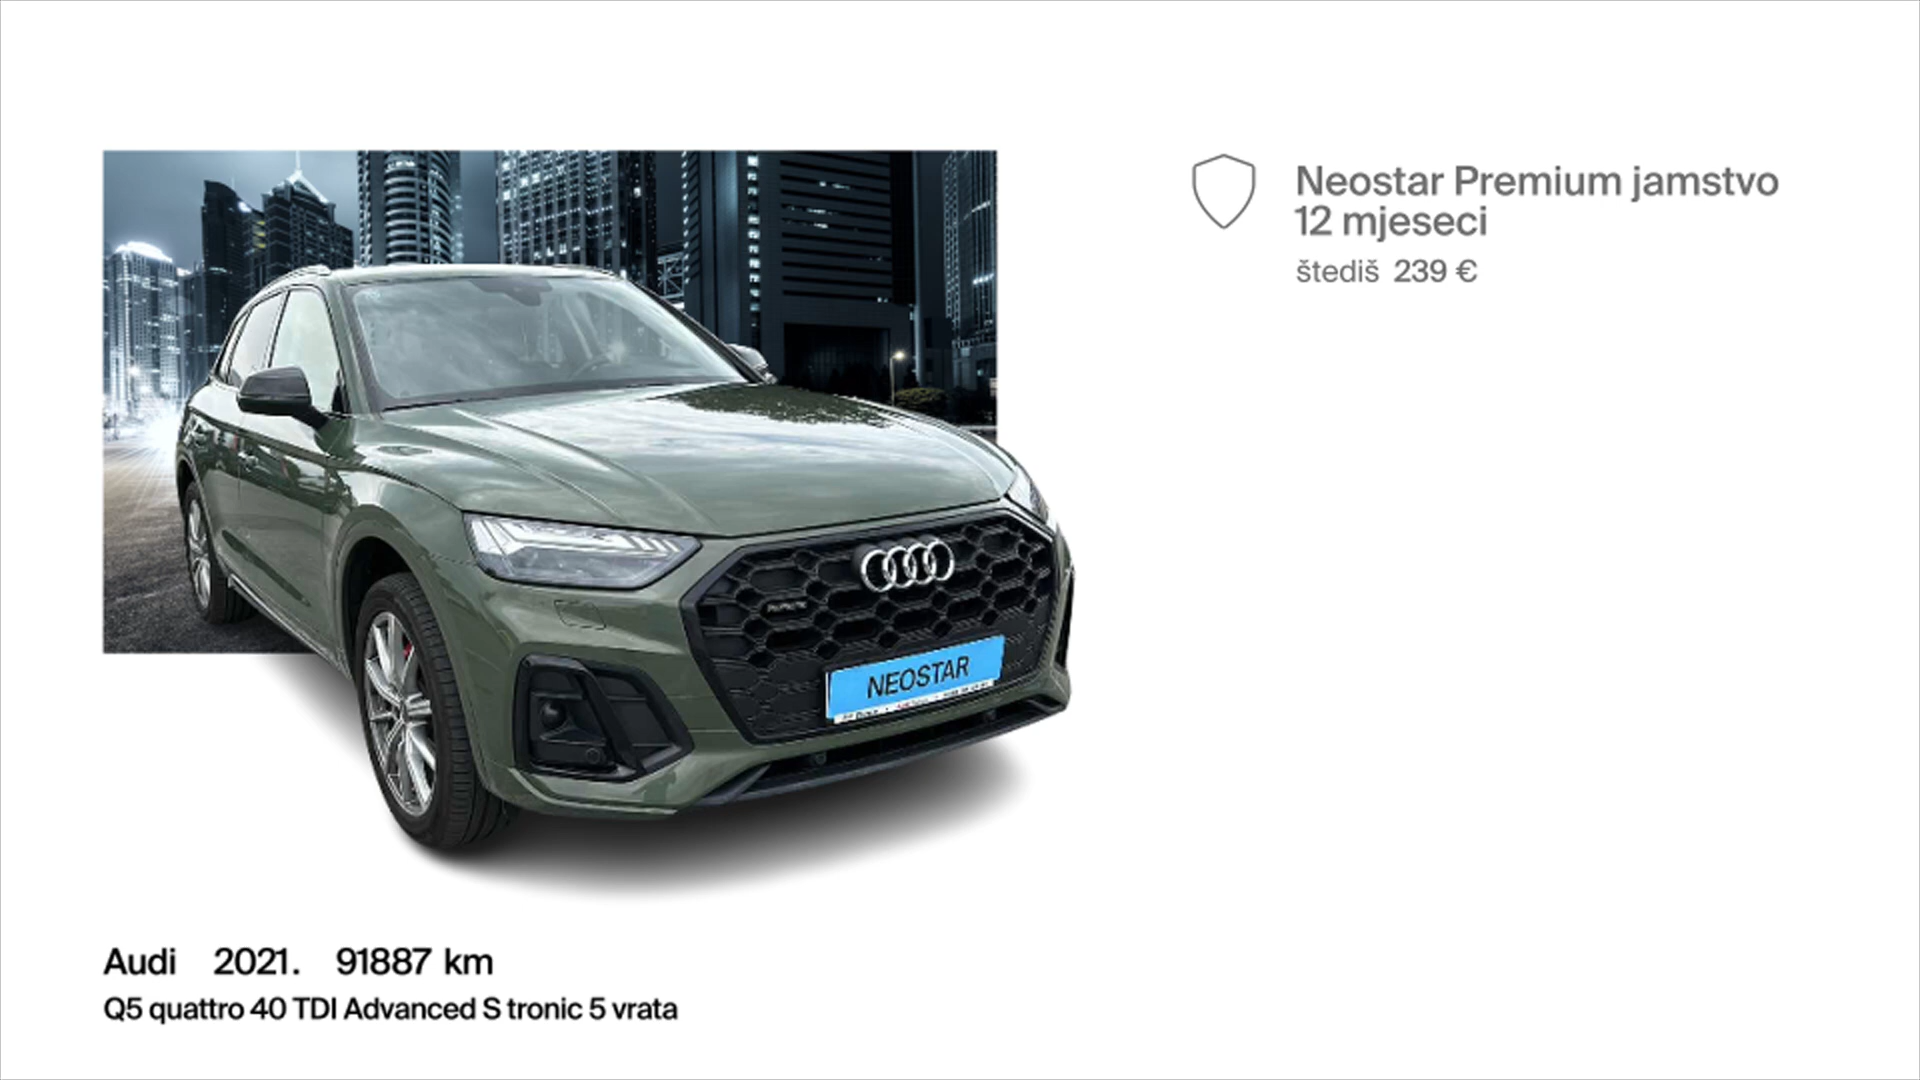 Neostar Premium jamstvo
12 mjeseci
štediš 239 €
NEOSTAR
Audi 2021. 91887 km
Q5 quattro 40 TDI Advanced S tronic 5 vrata